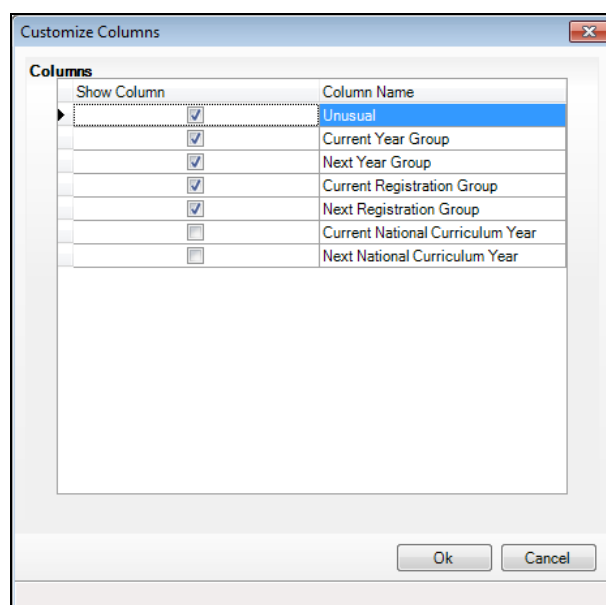 Customize Columns
Columns
Show Column Column Name
Unusual
Current Year Group
Next Year Group
Current Registration Group
Next Registration Group
Current National Curriculum Year
Next National Curriculum Year
Ok Cancel